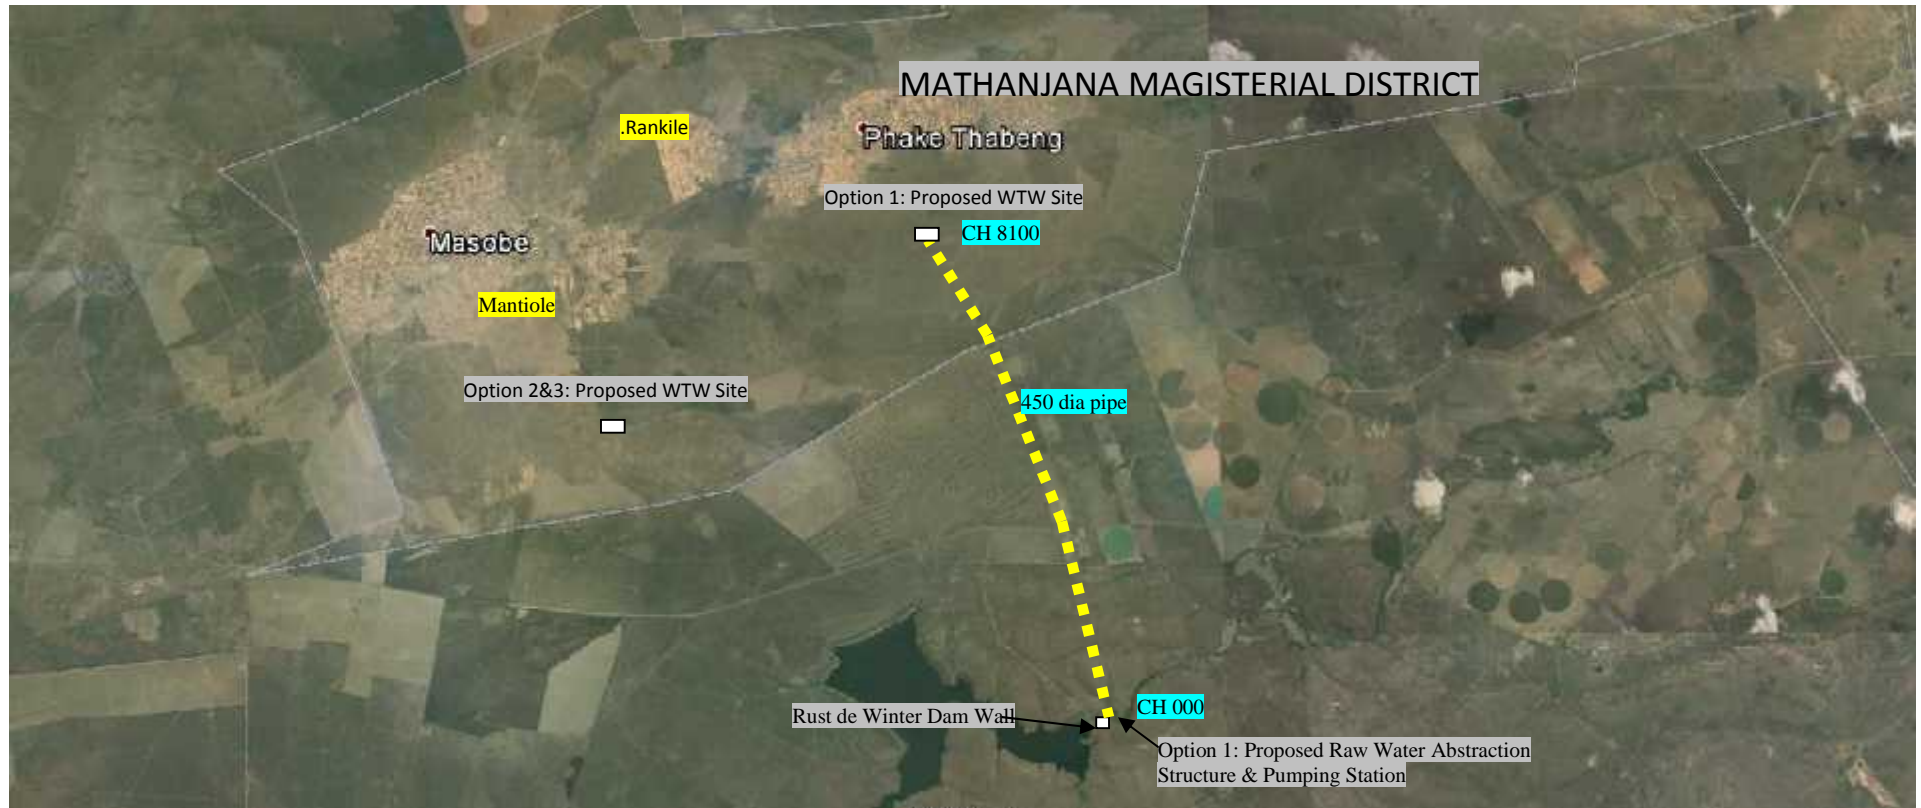 MATHANJANA MAGISTERIAL DISTRICT
.Rankile
Phake Thabeng
Option 1: Proposed WTW Site
CH 8100
Masobe
Mantiole
Option 2&3: Proposed WTW Site
450 dia pipe
CH 000
Rust de Winter Dam Wall
Option 1: Proposed Raw Water Abstraction
Structure & Pumping Station